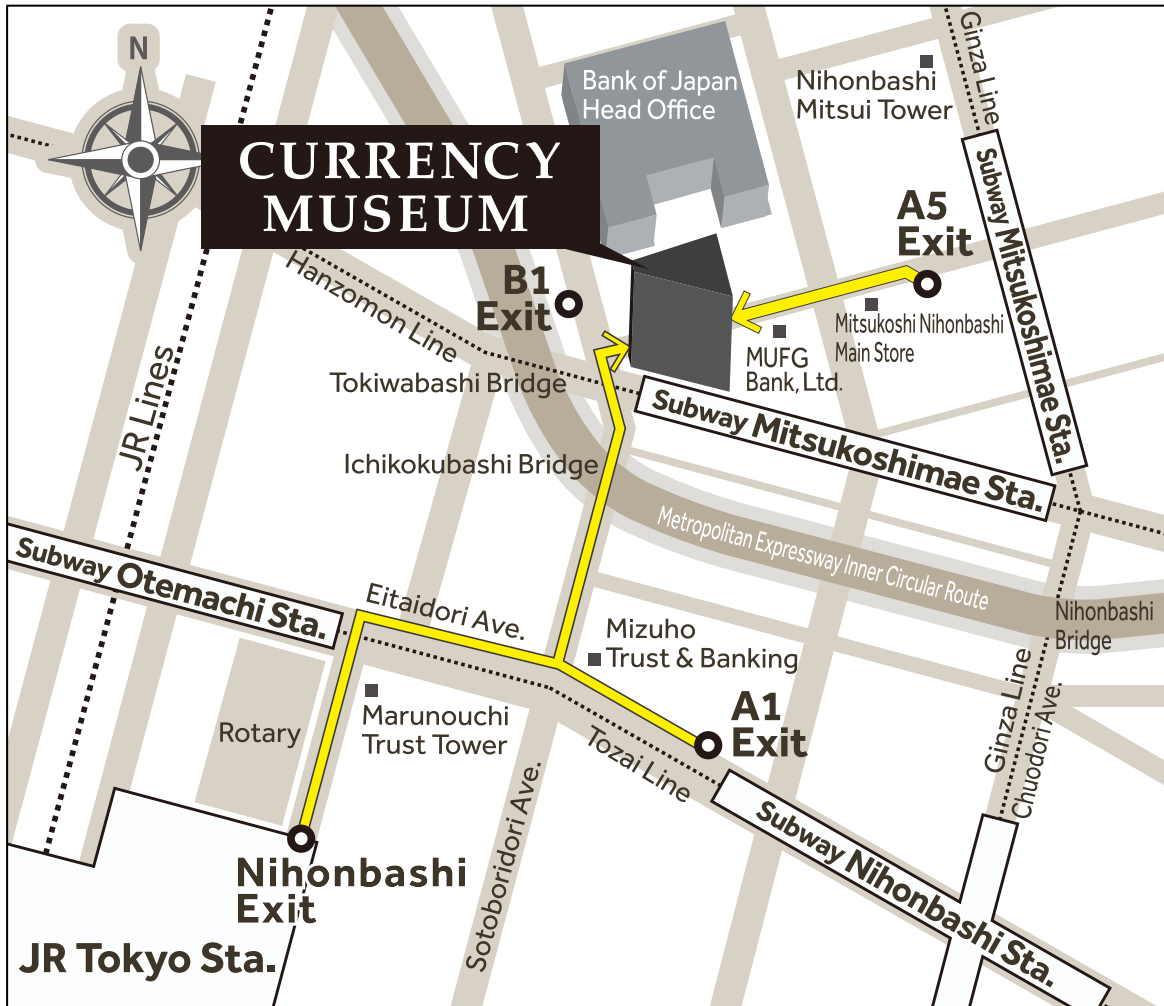 N
Ginza Line
Bank of Japan
Head Office
Nihonbashi
Mitsui Tower
CURRENCY
MUSEUM
Subway Mitsukoshimae Sta.
A5
Exit
Hanzomon Line
B1
Exit
Mitsukoshi Nihonbashi
Main Store
MUFG
Bank, Ltd.
JR Lines
Tokiwabashi Bridge
Subway Mitsukoshimae Sta.
Ichikokubashi Bridge
Metropolitan Expressway Inner Circular Route
Subway Otemachi Sta.
Eitaidori Ave.
Nihonbashi
Bridge
Mizuho
Trust & Banking
Ginza Line
Chuodori Ave.
Rotary
Marunouchi
Trust Tower
A1
Exit
Tozai Line
Sotoboridori Ave.
Subway Nihonbashi Sta.
Nihonbashi
Exit
JR Tokyo Sta.